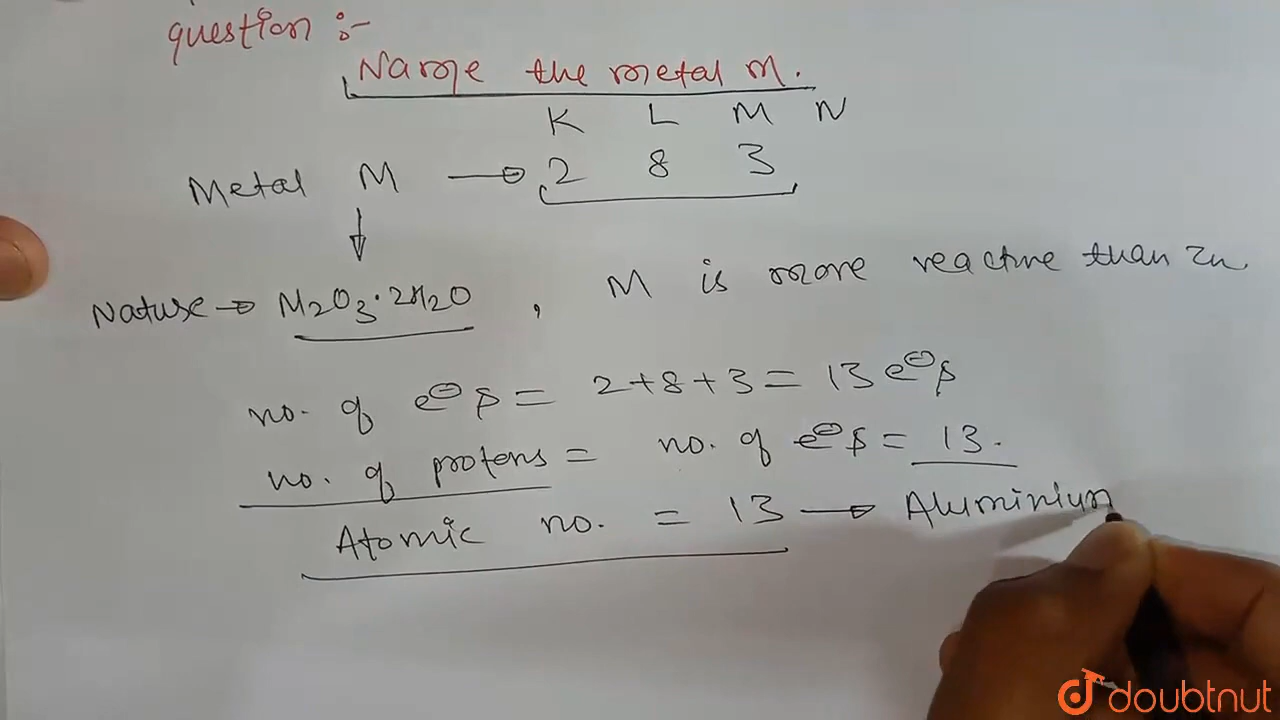 question :-
Name the metal M.
K L M N
Metal M → 2 8 3
↓
Nature → M₂O₃·2H₂O , M is more reactive than Zn.
no. of e⊖s = 2+8+3 = 13 e⊖s
no. of protons = no. of e⊖s = 13.
Atomic no. = 13 → Aluminium
doubtnut